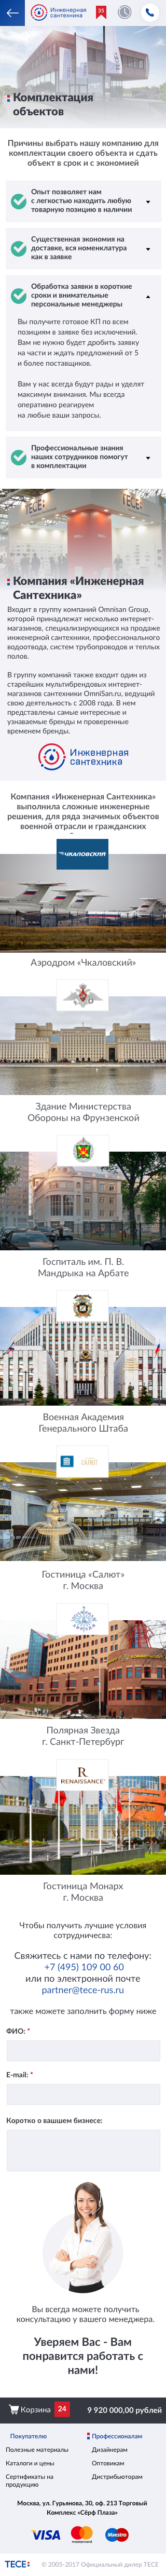 Инженерная
сантехника
35
Комплектация
объектов
Причины выбрать нашу компанию для
комплектации своего объекта и сдать
объект в срок и с экономией
Опыт позволяет нам
с легкостью находить любую
товарную позицию в наличии
Существенная экономия на
доставке, вся номенклатура
как в заявке
Обработка заявки в короткие
сроки и внимательные
персональные менеджеры
Вы получите готовое КП по всем
позициям в заявке без исключений.
Вам не нужно будет дробить заявку
на части и ждать предложений от 5
и более поставщиков.
Вам у нас всегда будут рады и уделят
максимум внимания. Мы всегда
оперативно реагируем
на любые ваши запросы.
Профессиональные знания
наших сотрудников помогут
в комплектации
TECE
TECE
Компания «Инженерная
Сантехника»
Входит в группу компаний Omnisan Group,
которой принадлежат несколько интернет-
магазинов, специализирующихся на продаже
инженерной сантехники, профессионального
водоотвода, систем трубопроводов и теплых
полов.
В группу компаний также входит один из
первейших мультибрендовых интернет-
магазинов сантехники OmniSan.ru, ведущий
свою деятельность с 2008 года. В нем
представлены самые известные и
узнаваемые бренды и проверенные
временем бренды.
Инженерная
сантехника
Компания «Инженерная Сантехника»
выполнила сложные инженерные
решения, для ряда значимых объектов
военной отрасли и гражданских
ЧКАЛОВСКИЙ
Аэродром «Чкаловский»
Здание Министерства
Обороны на Фрунзенской
Госпиталь им. П. В.
Мандрыка на Арбате
Военная Академия
Генерального Штаба
САЛЮТ
Гостиница «Салют»
г. Москва
Полярная Звезда
г. Санкт-Петербург
R
RENAISSANCE
Гостиница Монарх
г. Москва
Чтобы получить лучшие условия
сотрудничесва:
Свяжитесь с нами по телефону:
+7 (495) 109 00 60
или по электронной почте
partner@tece-rus.ru
также можете заполнить форму ниже
ФИО: *
E-mail: *
Коротко о вашшем бизнесе:
Вы всегда можете получить
консультацию у вашего менеджера.
Уверяем Вас - Вам
понравится работать с
нами!
Корзина 24 9 920 000,00 рублей
Покупателю
Полезные материалы
Каталоги и цены
Сертификаты на
продукцию
Профессионалам
Дизайнерам
Оптовикам
Дистрибьюторам
Москва, ул. Гурьянова, 30, оф. 213 Торговый
Комплекс «Сёрф Плаза»
VISA MasterCard Maestro
TECE © 2005-2017 Официальный дилер TECE